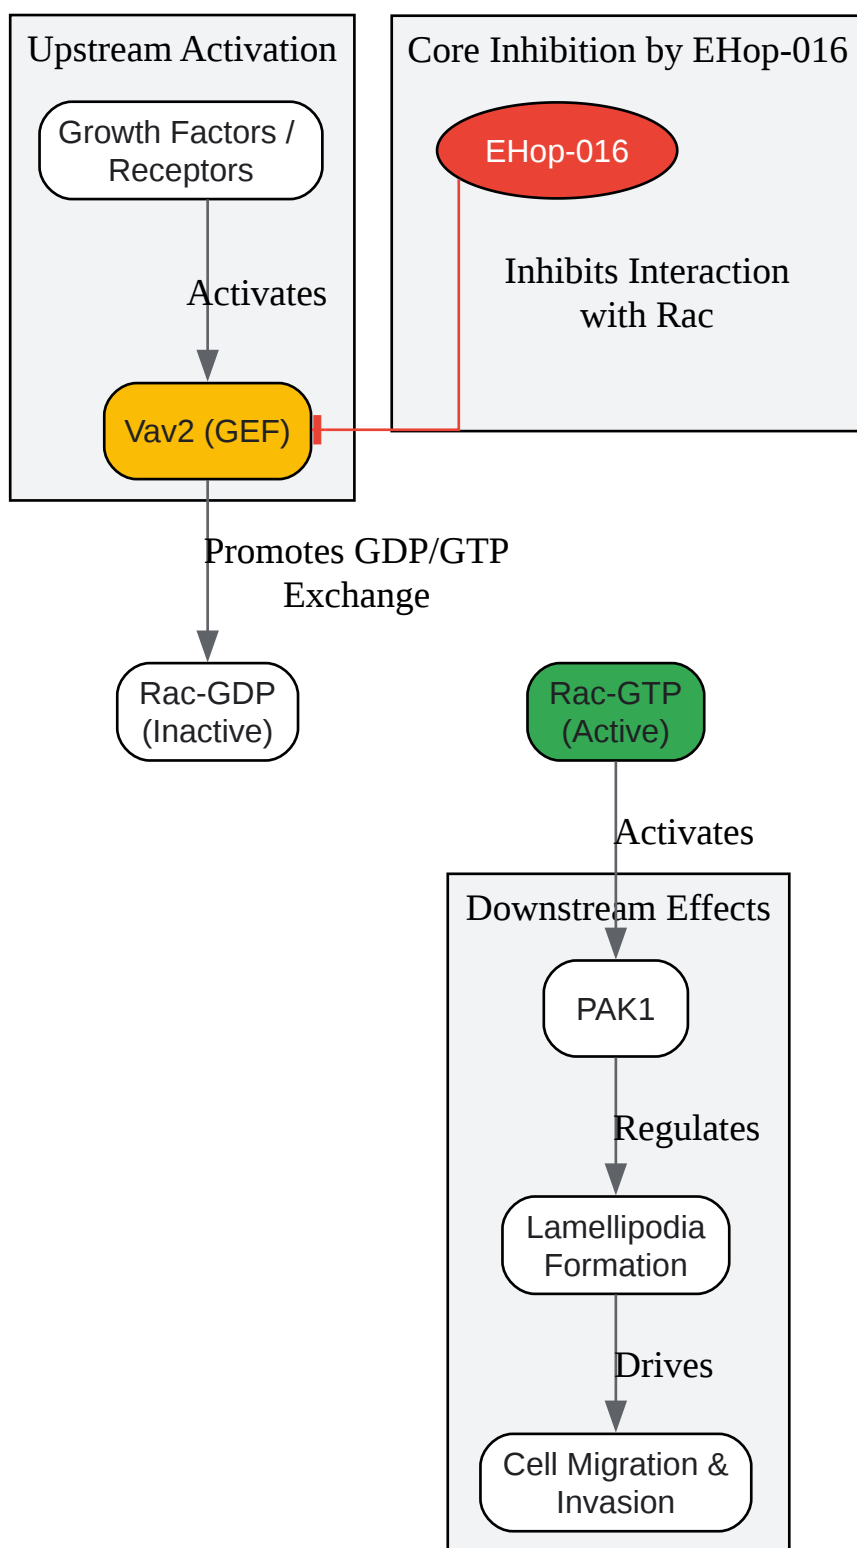 Upstream Activation
Growth Factors /
Receptors
Activates
Vav2 (GEF)
Core Inhibition by EHop-016
EHop-016
Inhibits Interaction
with Rac
Promotes GDP/GTP
Exchange
Rac-GDP
(Inactive)
Rac-GTP
(Active)
Activates
Downstream Effects
PAK1
Regulates
Lamellipodia
Formation
Drives
Cell Migration &
Invasion